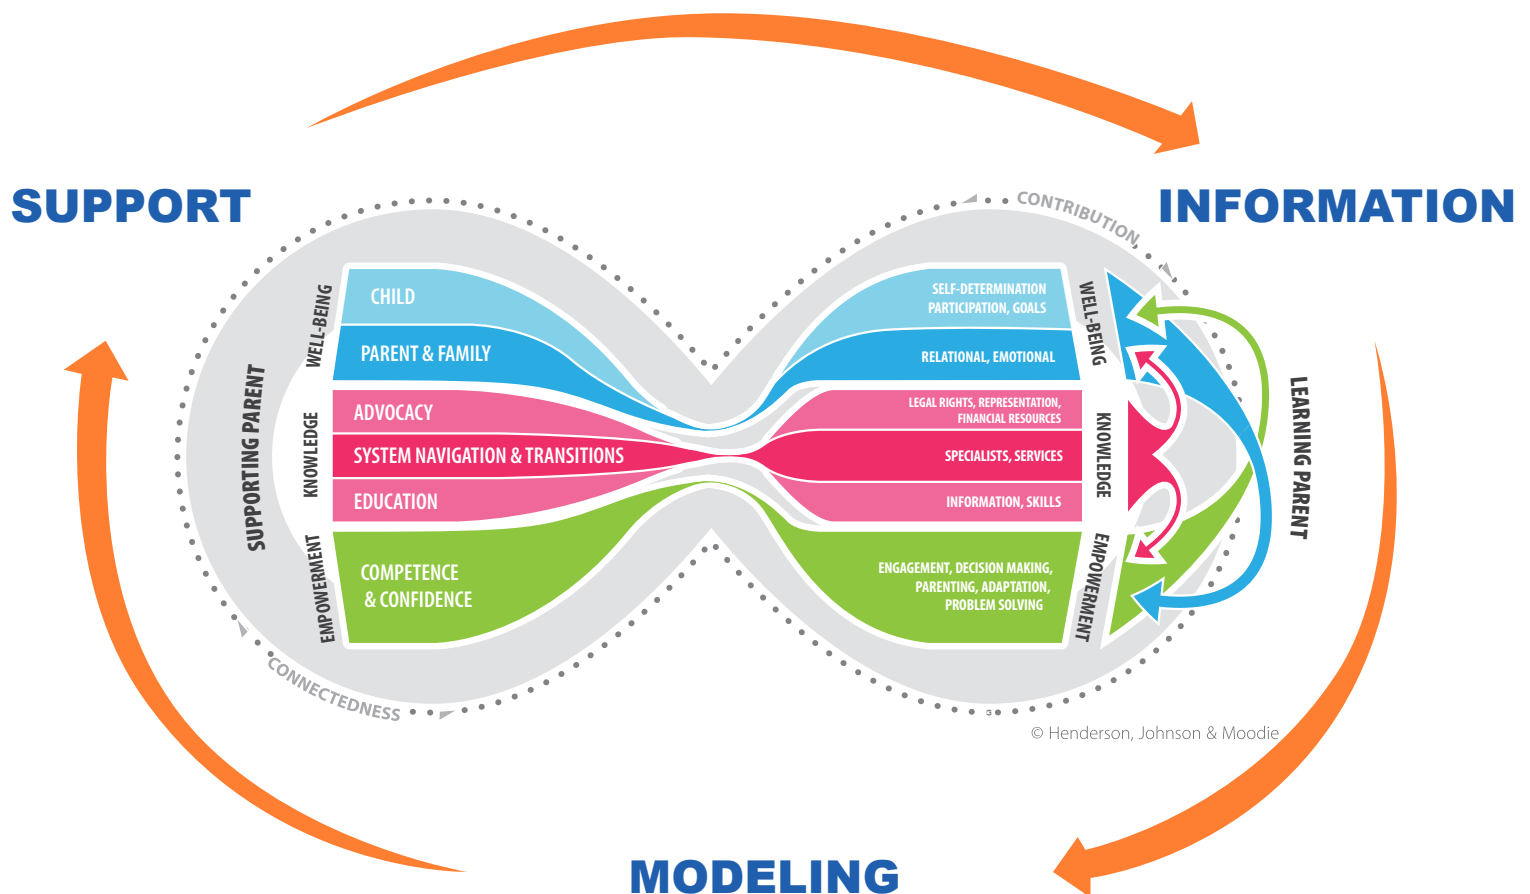 SUPPORT
INFORMATION
CONTRIBUTION
SUPPORTING PARENT
WELL-BEING
KNOWLEDGE
EMPOWERMENT
CHILD
PARENT & FAMILY
ADVOCACY
SYSTEM NAVIGATION & TRANSITIONS
EDUCATION
COMPETENCE
& CONFIDENCE
SELF-DETERMINATION
PARTICIPATION, GOALS
RELATIONAL, EMOTIONAL
LEGAL RIGHTS, REPRESENTATION,
FINANCIAL RESOURCES
SPECIALISTS, SERVICES
INFORMATION, SKILLS
ENGAGEMENT, DECISION MAKING,
PARENTING, ADAPTATION,
PROBLEM SOLVING
WELL-BEING
KNOWLEDGE
EMPOWERMENT
LEARNING PARENT
CONNECTEDNESS
© Henderson, Johnson & Moodie
MODELING